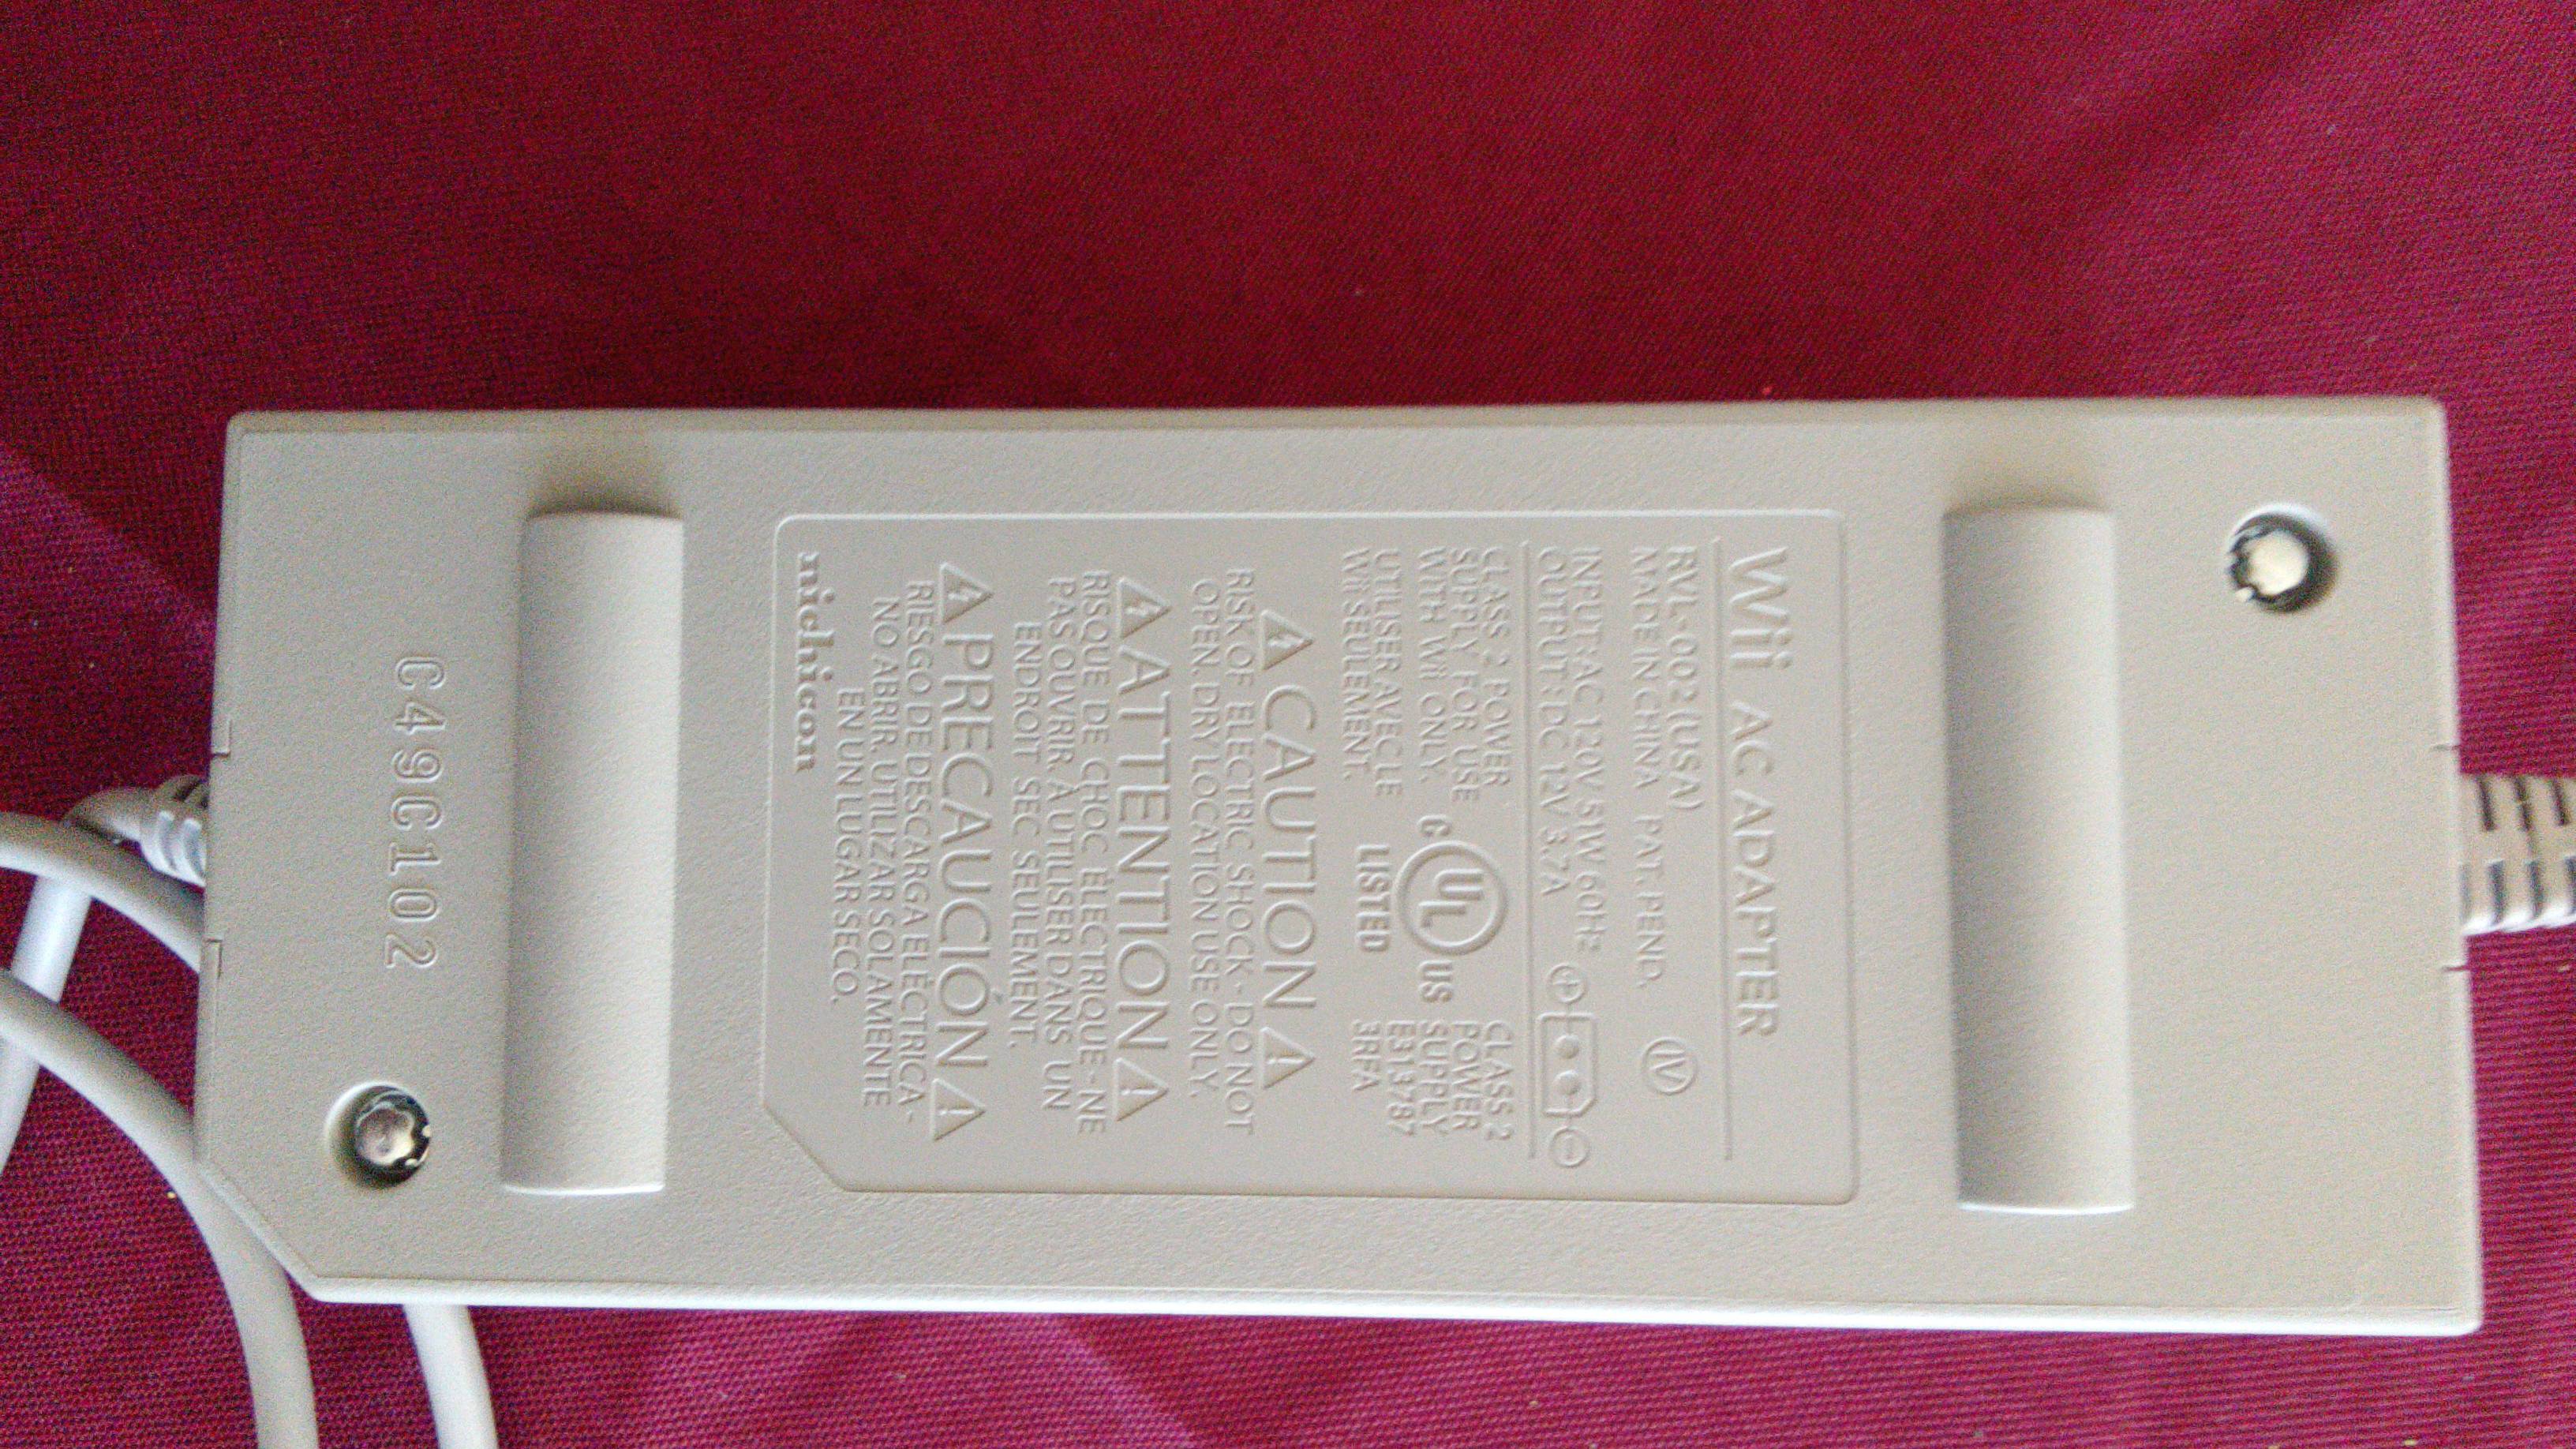 Wii AC ADAPTER
RVL-002 (USA)
MADE IN CHINA PAT. PEND. IV
INPUT: AC 120V 51W 60Hz
OUTPUT: DC 12V 3.7A + -
CLASS 2 POWER
SUPPLY FOR USE
WITH Wii ONLY.
UTILISER AVEC LE
Wii SEULEMENT.
C UL US
LISTED
CLASS 2
POWER
SUPPLY
E313787
3RFA
CAUTION
RISK OF ELECTRIC SHOCK - DO NOT
OPEN. DRY LOCATION USE ONLY.
ATTENTION
RISQUE DE CHOC ÉLECTRIQUE - NE
PAS OUVRIR. À UTILISER DANS UN
ENDROIT SEC SEULEMENT.
PRECAUCIÓN
RIESGO DE DESCARGA ELÉCTRICA -
NO ABRIR. UTILIZAR SOLAMENTE
EN UN LUGAR SECO.
nichicon
C49C102